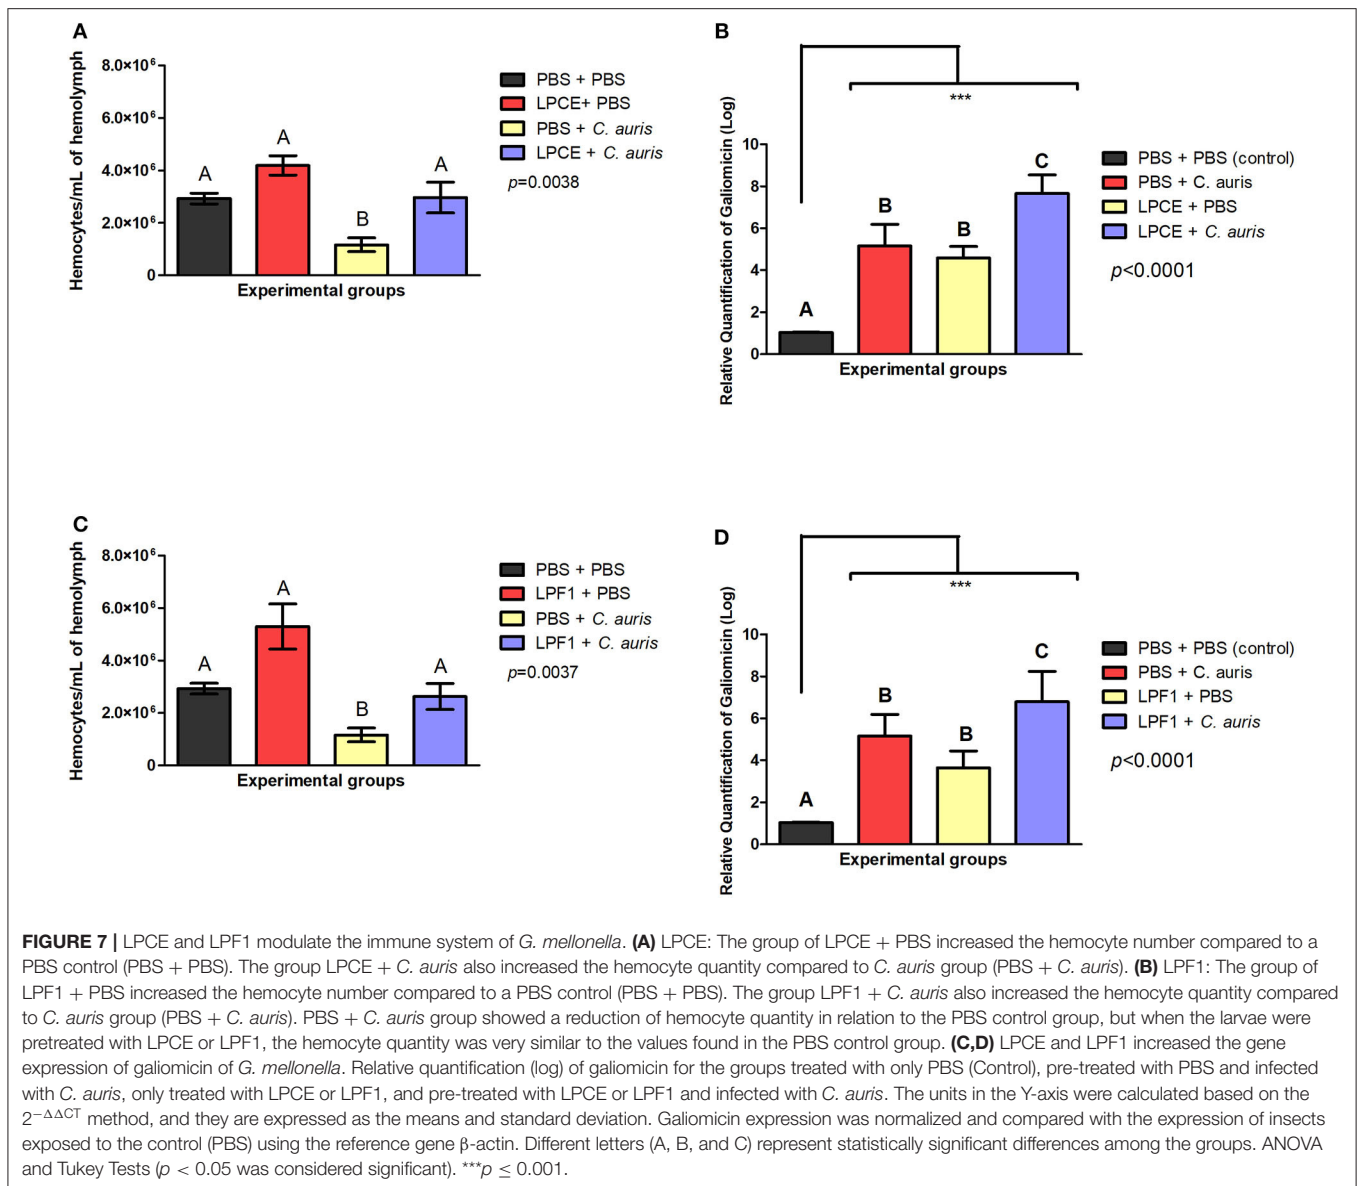 A
Hemocytes/mL of hemolymph
8.0×10⁶
6.0×10⁶
4.0×10⁶
2.0×10⁶
0
A
A
B
A
Experimental groups
PBS + PBS
LPCE+ PBS
PBS + C. auris
LPCE + C. auris
p=0.0038
B
Relative Quantification of Galiomicin (Log)
10
8
6
4
2
0
***
A
B
B
C
Experimental groups
PBS + PBS (control)
PBS + C. auris
LPCE + PBS
LPCE + C. auris
p<0.0001
C
Hemocytes/mL of hemolymph
8.0×10⁶
6.0×10⁶
4.0×10⁶
2.0×10⁶
0
A
A
B
A
Experimental groups
PBS + PBS
LPF1 + PBS
PBS + C. auris
LPF1 + C. auris
p=0.0037
D
Relative Quantification of Galiomicin (Log)
10
8
6
4
2
0
***
A
B
B
C
Experimental groups
PBS + PBS (control)
PBS + C. auris
LPF1 + PBS
LPF1 + C. auris
p<0.0001
FIGURE 7 | LPCE and LPF1 modulate the immune system of G. mellonella. (A) LPCE: The group of LPCE + PBS increased the hemocyte number compared to a
PBS control (PBS + PBS). The group LPCE + C. auris also increased the hemocyte quantity compared to C. auris group (PBS + C. auris). (B) LPF1: The group of
LPF1 + PBS increased the hemocyte number compared to a PBS control (PBS + PBS). The group LPF1 + C. auris also increased the hemocyte quantity compared
to C. auris group (PBS + C. auris). PBS + C. auris group showed a reduction of hemocyte quantity in relation to the PBS control group, but when the larvae were
pretreated with LPCE or LPF1, the hemocyte quantity was very similar to the values found in the PBS control group. (C,D) LPCE and LPF1 increased the gene
expression of galiomicin of G. mellonella. Relative quantification (log) of galiomicin for the groups treated with only PBS (Control), pre-treated with PBS and infected
with C. auris, only treated with LPCE or LPF1, and pre-treated with LPCE or LPF1 and infected with C. auris. The units in the Y-axis were calculated based on the
2⁻ΔΔCT method, and they are expressed as the means and standard deviation. Galiomicin expression was normalized and compared with the expression of insects
exposed to the control (PBS) using the reference gene β-actin. Different letters (A, B, and C) represent statistically significant differences among the groups. ANOVA
and Tukey Tests (p < 0.05 was considered significant). ***p ≤ 0.001.